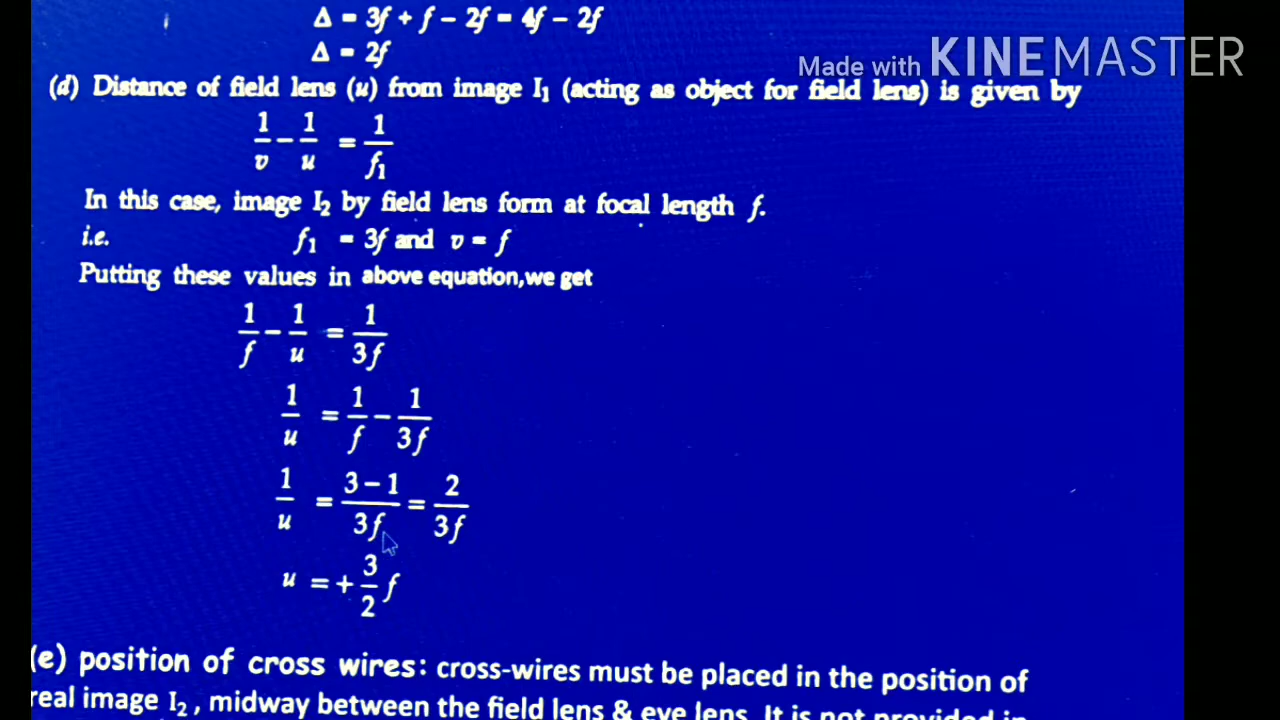 Δ = 3f + f − 2f = 4f − 2f
Δ = 2f
Made with KINEMASTER
(d) Distance of field lens (u) from image I₁ (acting as object for field lens) is given by
1/v − 1/u = 1/f₁
In this case, image I₂ by field lens form at focal length f.
i.e. f₁ = 3f and v = f
Putting these values in above equation,we get
1/f − 1/u = 1/3f
1/u = 1/f − 1/3f
1/u = 3 − 1/3f = 2/3f
u = + 3/2 f
(e) position of cross wires: cross-wires must be placed in the position of
real image I₂ , midway between the field lens & eye lens. It is not provided in